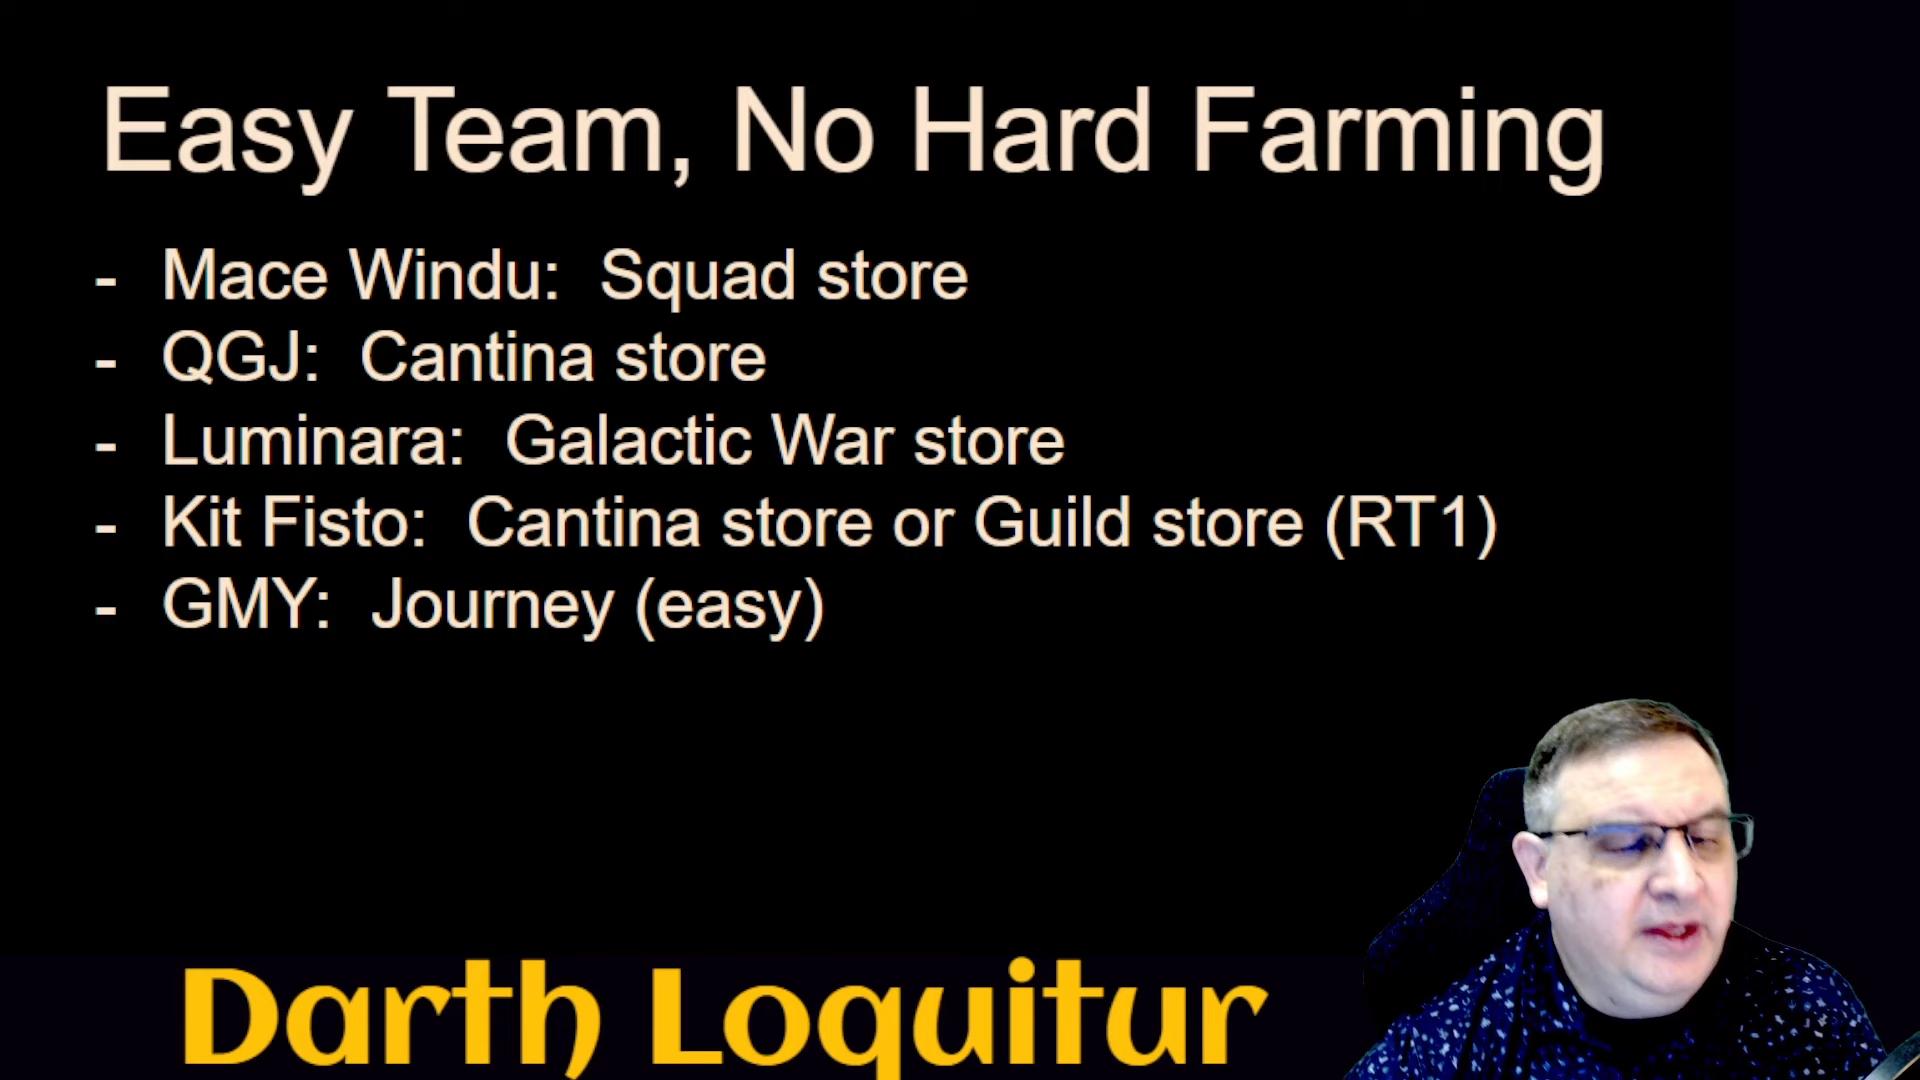 Easy Team, No Hard Farming
- Mace Windu: Squad store
- QGJ: Cantina store
- Luminara: Galactic War store
- Kit Fisto: Cantina store or Guild store (RT1)
- GMY: Journey (easy)
Darth Loquitur